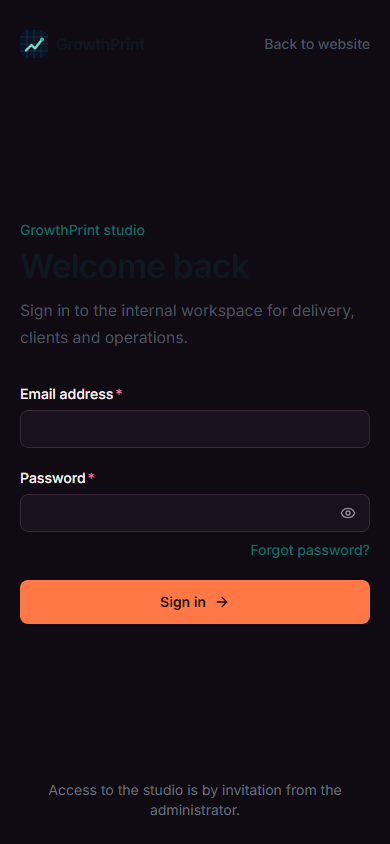 GrowthPrint
Back to website
GrowthPrint studio
Welcome back
Sign in to the internal workspace for delivery,
clients and operations.
Email address *
Password *
Forgot password?
Sign in →
Access to the studio is by invitation from the
administrator.